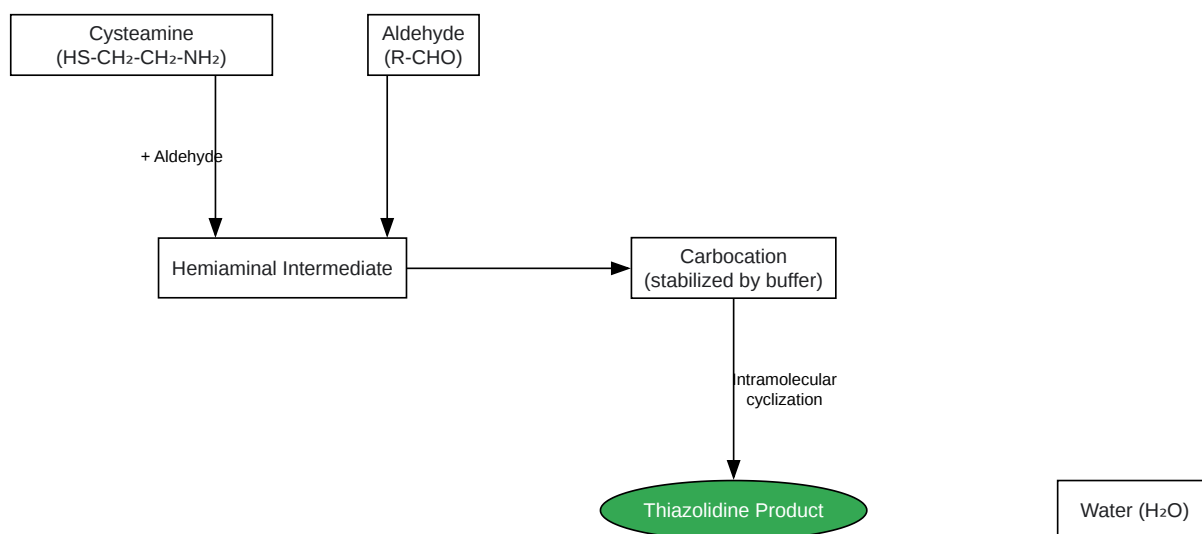 Cysteamine
(HS-CH₂-CH₂-NH₂)
Aldehyde
(R-CHO)
+ Aldehyde
Hemiaminal Intermediate
Carbocation
(stabilized by buffer)
Intramolecular
cyclization
Thiazolidine Product
Water (H₂O)